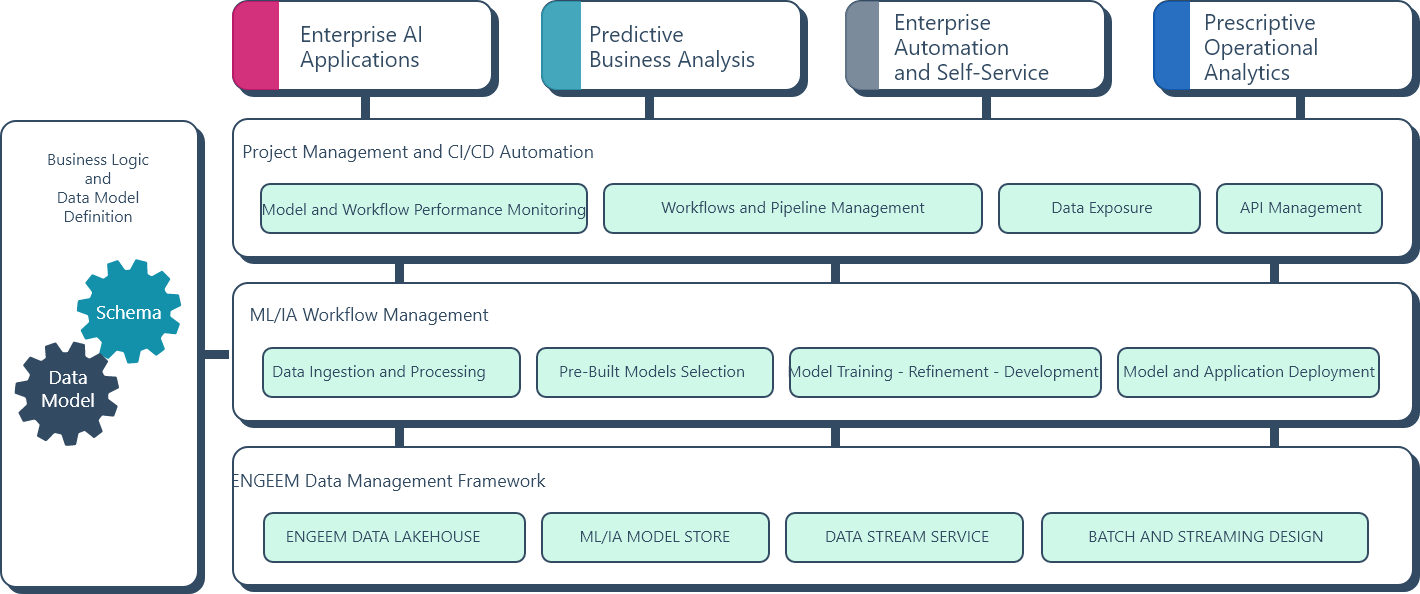 Enterprise AI
Applications
Predictive
Business Analysis
Enterprise
Automation
and Self-Service
Prescriptive
Operational
Analytics
Business Logic
and
Data Model
Definition
Schema
Data
Model
Project Management and CI/CD Automation
Model and Workflow Performance Monitoring
Workflows and Pipeline Management
Data Exposure
API Management
ML/IA Workflow Management
Data Ingestion and Processing
Pre-Built Models Selection
Model Training - Refinement - Development
Model and Application Deployment
ENGEEM Data Management Framework
ENGEEM DATA LAKEHOUSE
ML/IA MODEL STORE
DATA STREAM SERVICE
BATCH AND STREAMING DESIGN